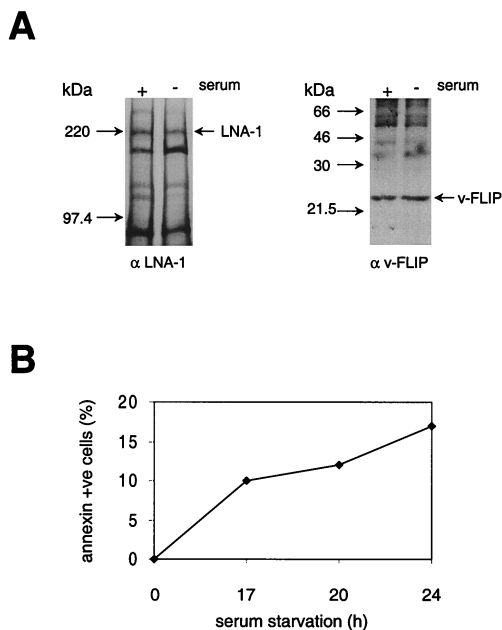 A
kDa + - serum
220 LNA-1
97.4
α LNA-1
kDa + - serum
66
46
30
v-FLIP
21.5
α v-FLIP
B
annexin +ve cells (%)
20
15
10
5
0
0 17 20 24
serum starvation (h)